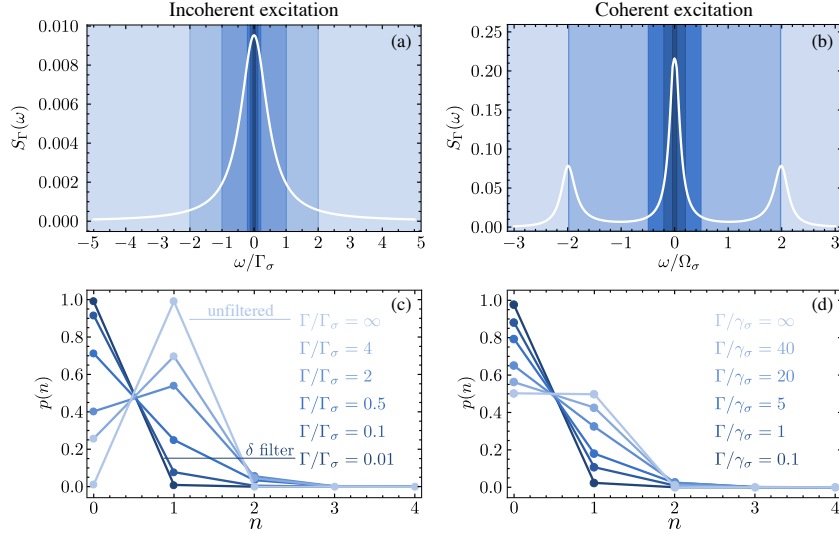 Incoherent excitation
Coherent excitation
(a)
0.010
0.008
0.006
0.004
0.002
0.000
S_Γ(ω)
−5 −4 −3 −2 −1 0 1 2 3 4 5
ω/Γ_σ
(b)
0.25
0.20
0.15
0.10
0.05
0.00
S_Γ(ω)
−3 −2 −1 0 1 2 3
ω/Ω_σ
(c)
1.0
0.8
0.6
0.4
0.2
0.0
p(n)
unfiltered
Γ/Γ_σ = ∞
Γ/Γ_σ = 4
Γ/Γ_σ = 2
Γ/Γ_σ = 0.5
Γ/Γ_σ = 0.1
δ filter
Γ/Γ_σ = 0.01
0 1 2 3 4
n
(d)
1.0
0.8
0.6
0.4
0.2
0.0
p(n)
Γ/γ_σ = ∞
Γ/γ_σ = 40
Γ/γ_σ = 20
Γ/γ_σ = 5
Γ/γ_σ = 1
Γ/γ_σ = 0.1
0 1 2 3 4
n